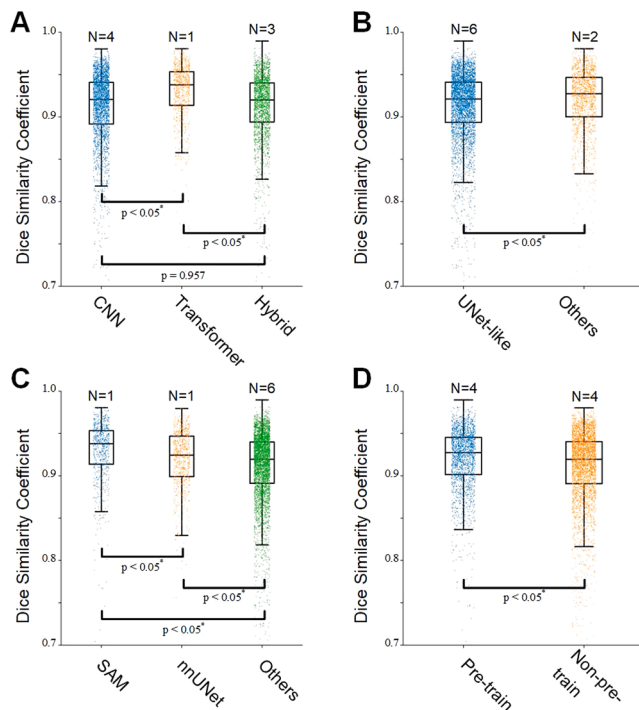 A
N=4
N=1
N=3
Dice Similarity Coefficient
1.0
0.9
0.8
0.7
p < 0.05*
p < 0.05*
p = 0.957
CNN
Transformer
Hybrid
B
N=6
N=2
Dice Similarity Coefficient
1.0
0.9
0.8
0.7
p < 0.05*
UNet-like
Others
C
N=1
N=1
N=6
Dice Similarity Coefficient
1.0
0.9
0.8
0.7
p < 0.05*
p < 0.05*
p < 0.05*
SAM
nnUNet
Others
D
N=4
N=4
Dice Similarity Coefficient
1.0
0.9
0.8
0.7
p < 0.05*
Pre-train
Non-pre-
train